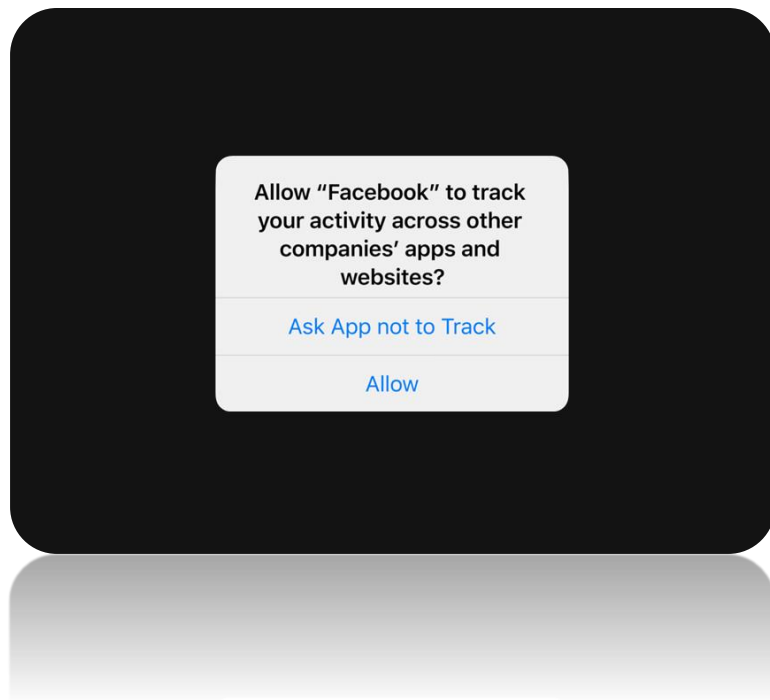 Allow “Facebook” to track
your activity across other
companies’ apps and
websites?
Ask App not to Track
Allow